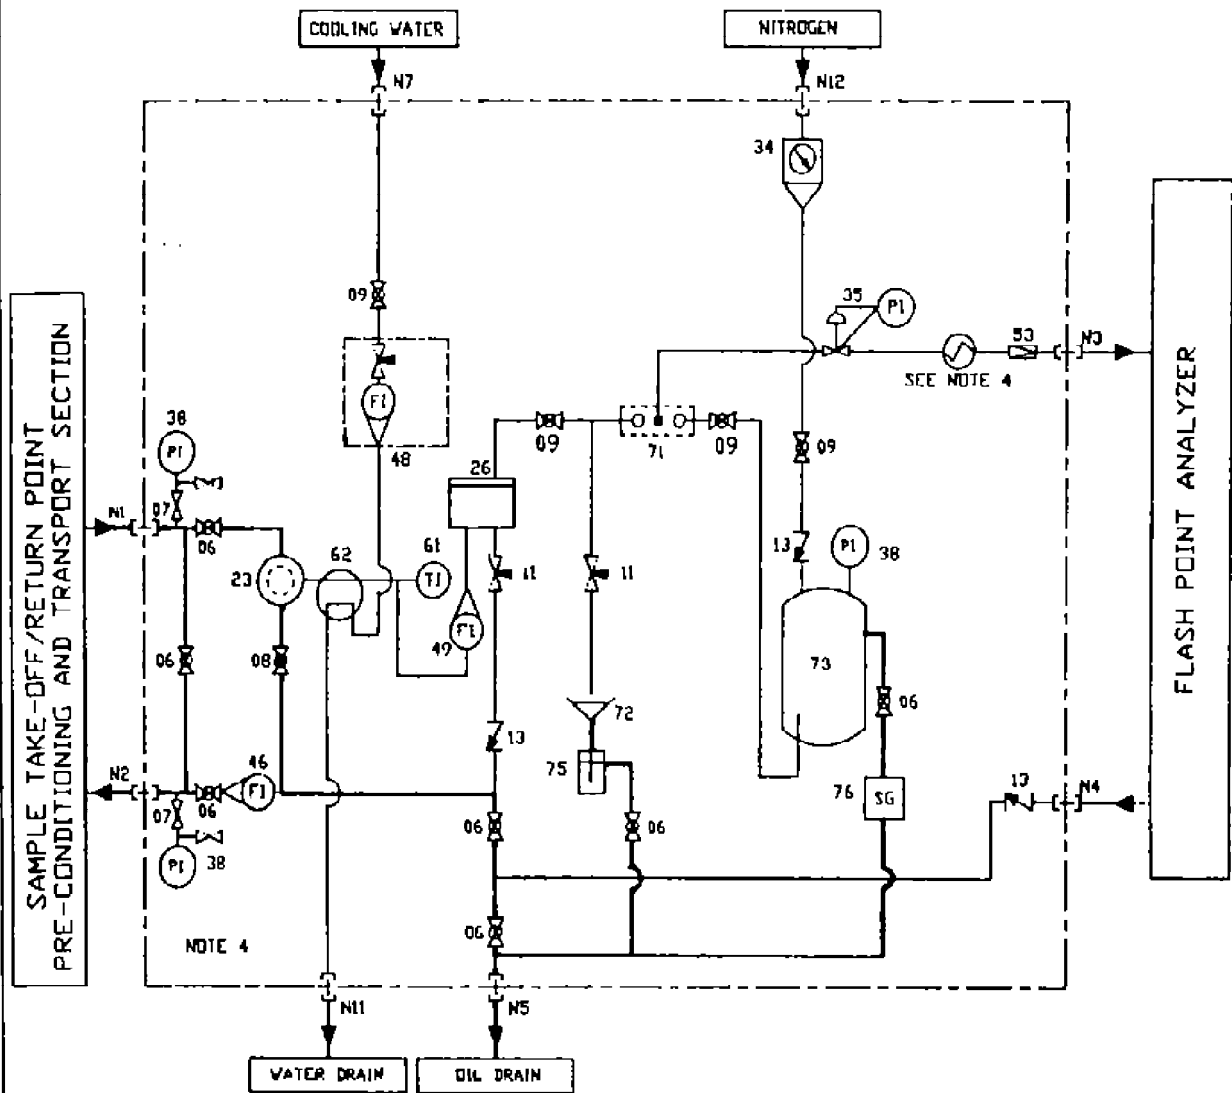 COOLING WATER
NITROGEN
N7
N12
34
09
35
PI
53
N3
SEE NOTE 4
FI
48
38
PI
26
09
71
09
09
N1
07
06
61
62
TI
23
11
11
13
PI
38
FI
49
06
08
73
06
72
13
N2
46
FI
07
06
75
76
SG
13
N4
PI
38
06
06
NOTE 4
06
N11
N5
WATER DRAIN
OIL DRAIN
SAMPLE TAKE-OFF/RETURN POINT
PRE-CONDITIONING AND TRANSPORT SECTION
FLASH POINT ANALYZER